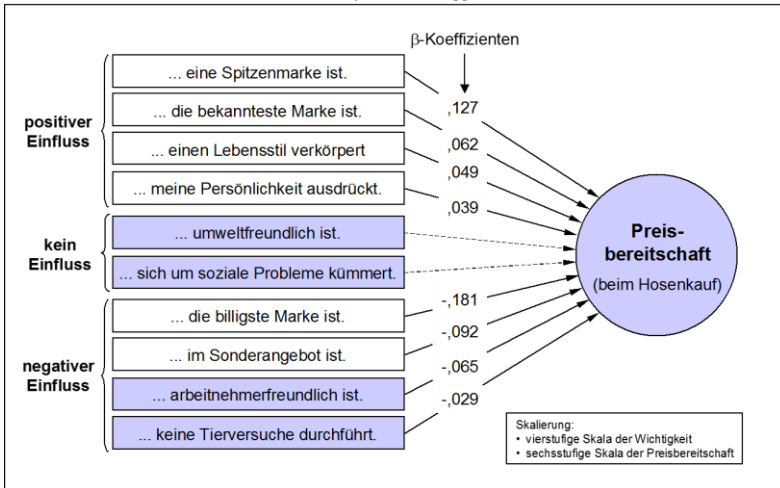 β-Koeffizienten
positiver
Einfluss
... eine Spitzenmarke ist.
,127
... die bekannteste Marke ist.
,062
... einen Lebensstil verkörpert
,049
... meine Persönlichkeit ausdrückt.
,039
kein
Einfluss
... umweltfreundlich ist.
... sich um soziale Probleme kümmert.
negativer
Einfluss
... die billigste Marke ist.
-,181
... im Sonderangebot ist.
-,092
... arbeitnehmerfreundlich ist.
-,065
... keine Tierversuche durchführt.
-,029
Preis-
bereitschaft
(beim Hosenkauf)
Skalierung:
• vierstufige Skala der Wichtigkeit
• sechsstufige Skala der Preisbereitschaft